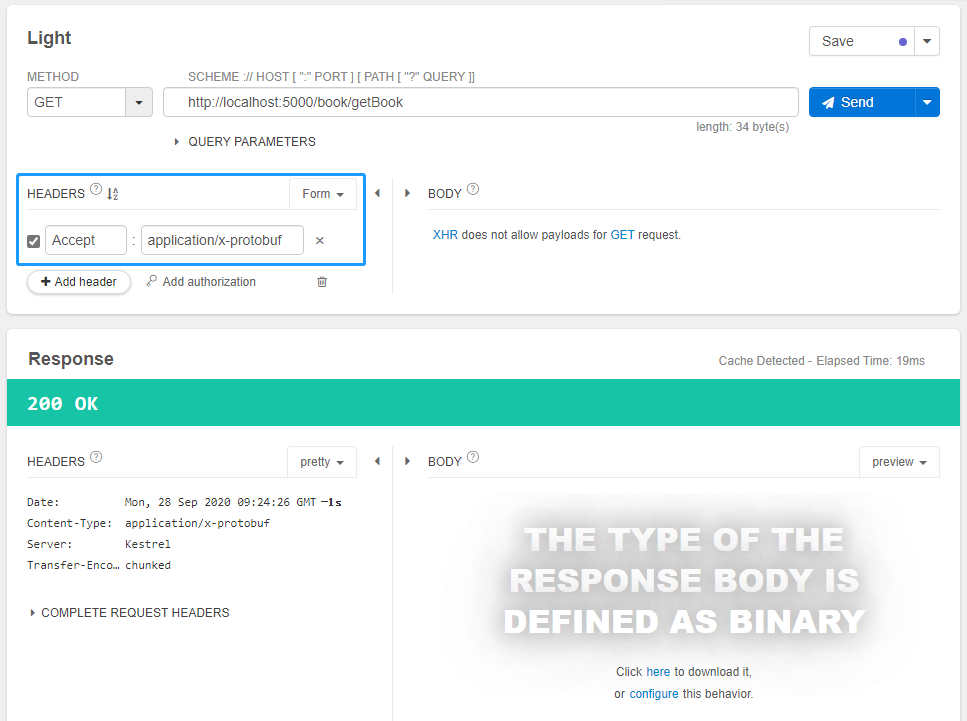 Light
Save
METHOD
SCHEME :// HOST [ ":" PORT ] [ PATH [ "?" QUERY ]]
GET
http://localhost:5000/book/getBook
Send
length: 34 byte(s)
QUERY PARAMETERS
HEADERS ? A Z
Form
BODY ?
Accept : application/x-protobuf ×
XHR does not allow payloads for GET request.
+ Add header
Add authorization
Response
Cache Detected - Elapsed Time: 19ms
200 OK
HEADERS ?
pretty
BODY ?
preview
Date: Mon, 28 Sep 2020 09:24:26 GMT −1s
Content-Type: application/x-protobuf
Server: Kestrel
Transfer-Enco… chunked
COMPLETE REQUEST HEADERS
THE TYPE OF THE
RESPONSE BODY IS
DEFINED AS BINARY
Click here to download it,
or configure this behavior.